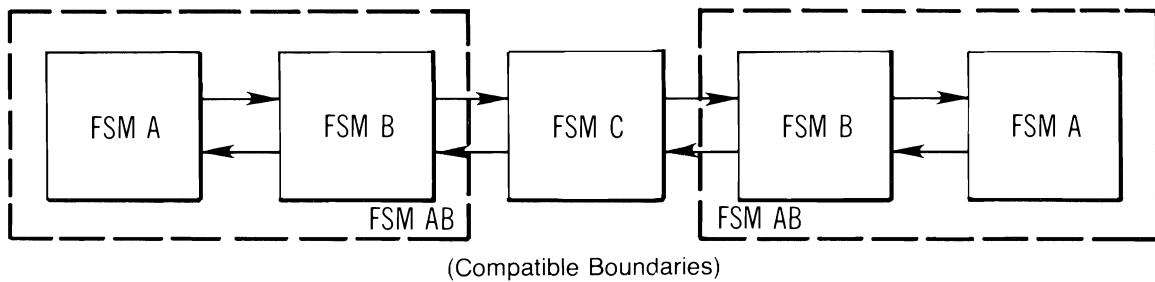 FSM A
FSM B
FSM C
FSM B
FSM A
FSM AB
FSM AB
(Compatible Boundaries)